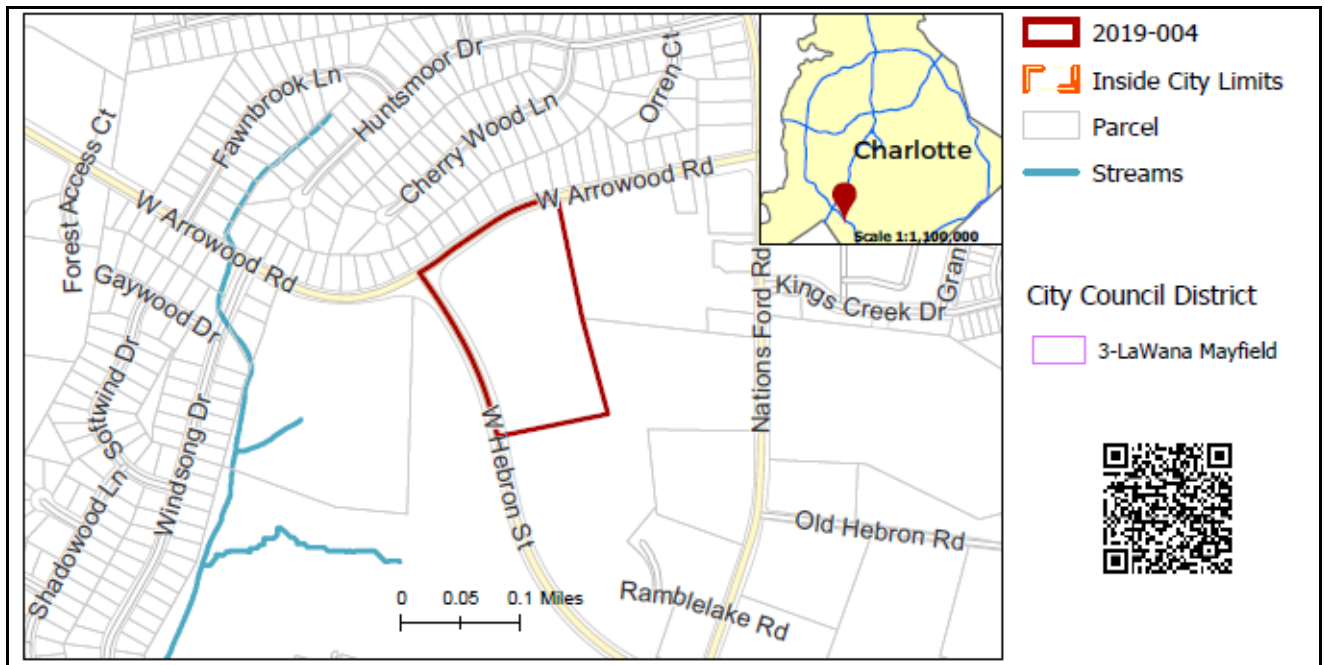 Forest Access Ct
Fawnbrook Ln
Huntsmoor Dr
Cherry Wood Ln
Orren Ct
W Arrowood Rd
W Arrowood Rd
Gaywood Dr
Softwind Dr
Windsong Dr
Shadowood Ln
W Hebron St
Nations Ford Rd
Kings Creek Dr
Gran
Old Hebron Rd
Ramblelake Rd
0 0.05 0.1 Miles
Charlotte
Scale 1:1,100,000
2019-004
Inside City Limits
Parcel
Streams
City Council District
3-LaWana Mayfield